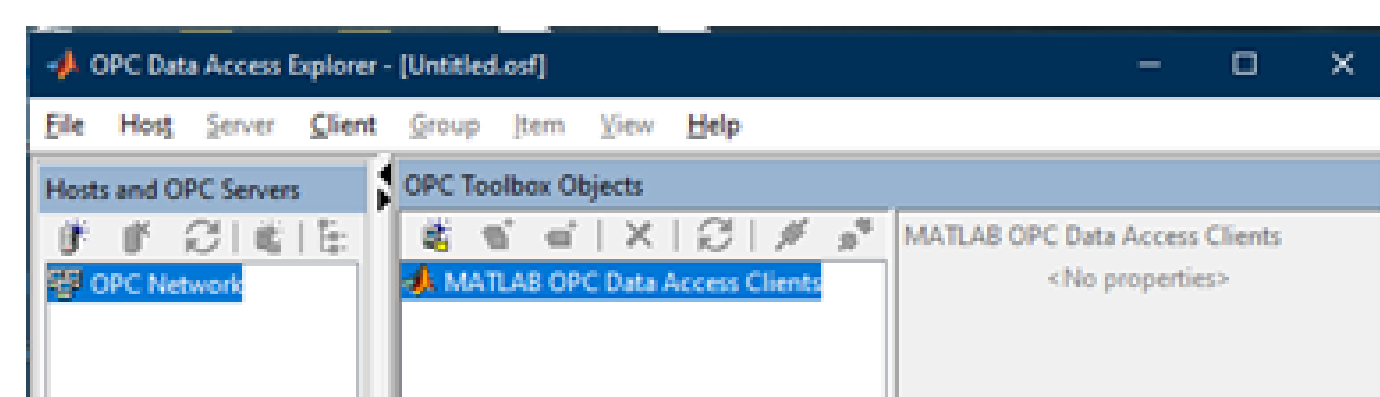 OPC Data Access Explorer - [Untitled.osf]
File Host Server Client Group Item View Help
Hosts and OPC Servers
OPC Toolbox Objects
MATLAB OPC Data Access Clients
OPC Network
MATLAB OPC Data Access Clients
<No properties>